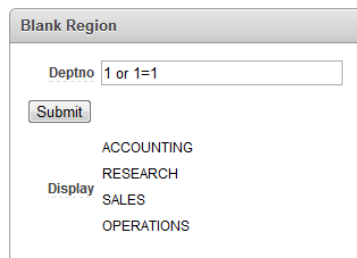 Blank Region
Deptno 1 or 1=1
Submit
ACCOUNTING
RESEARCH
Display
SALES
OPERATIONS